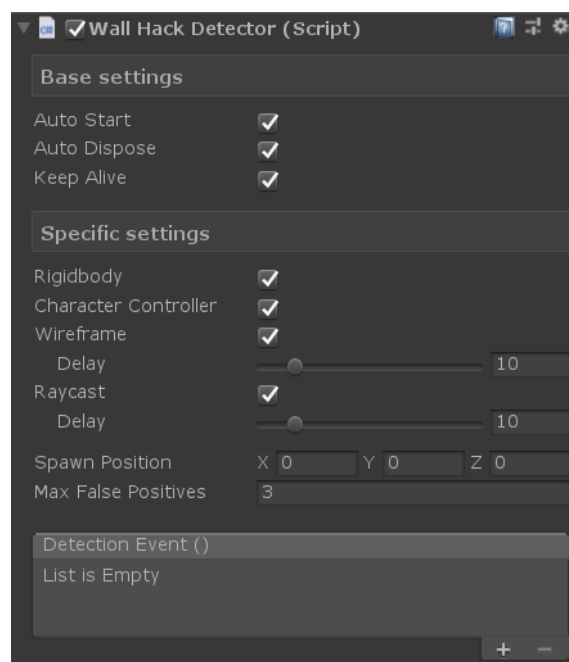 Wall Hack Detector (Script)
Base settings
Auto Start
Auto Dispose
Keep Alive
Specific settings
Rigidbody
Character Controller
Wireframe
Delay 10
Raycast
Delay 10
Spawn Position X 0 Y 0 Z 0
Max False Positives 3
Detection Event ()
List is Empty
+ −